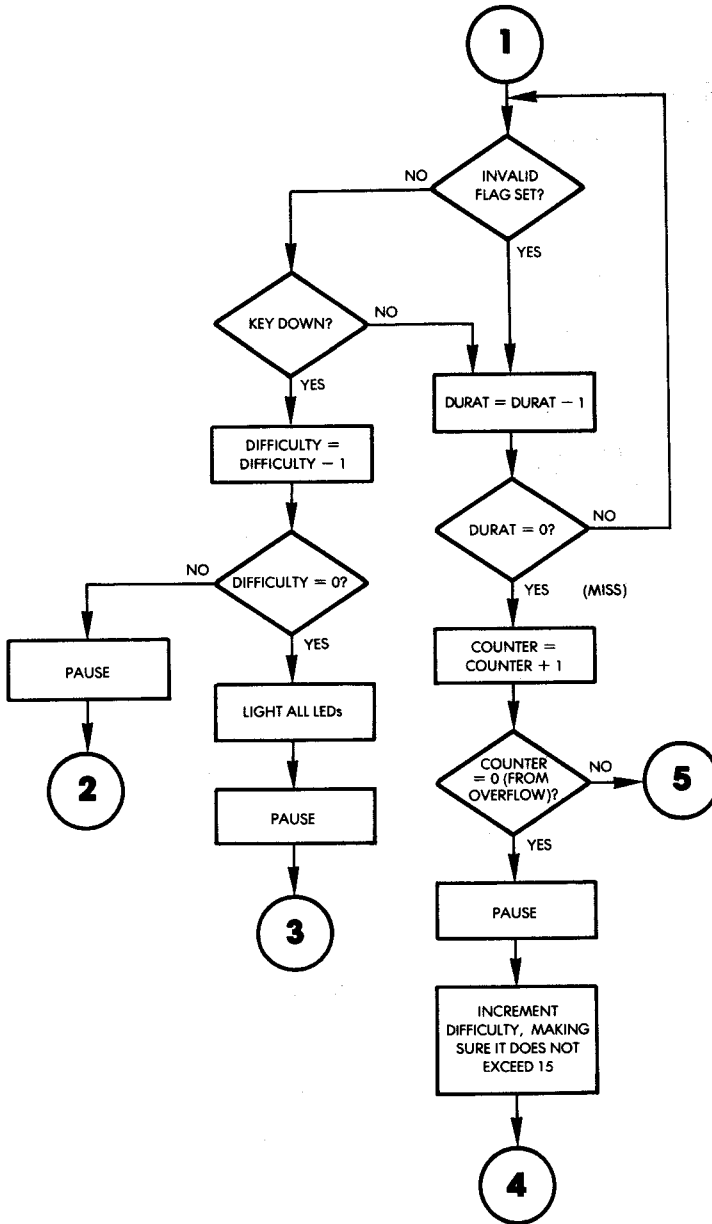 1
INVALID
FLAG SET?
NO
YES
KEY DOWN?
NO
YES
DURAT = DURAT − 1
DIFFICULTY =
DIFFICULTY − 1
DURAT = 0?
NO
YES
(MISS)
DIFFICULTY = 0?
NO
YES
PAUSE
2
LIGHT ALL LEDs
PAUSE
3
COUNTER =
COUNTER + 1
COUNTER
= 0 (FROM
OVERFLOW)?
NO
5
YES
PAUSE
INCREMENT
DIFFICULTY, MAKING
SURE IT DOES NOT
EXCEED 15
4